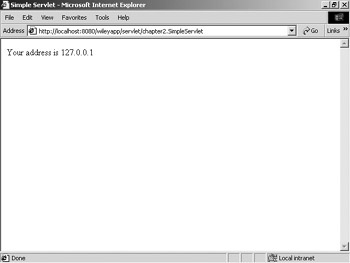 Simple Servlet - Microsoft Internet Explorer
File Edit View Favorites Tools Help
Address http://localhost:8080/wileyapp/servlet/chapter2.SimpleServlet Go Links »
Your address is 127.0.0.1
Done Local intranet